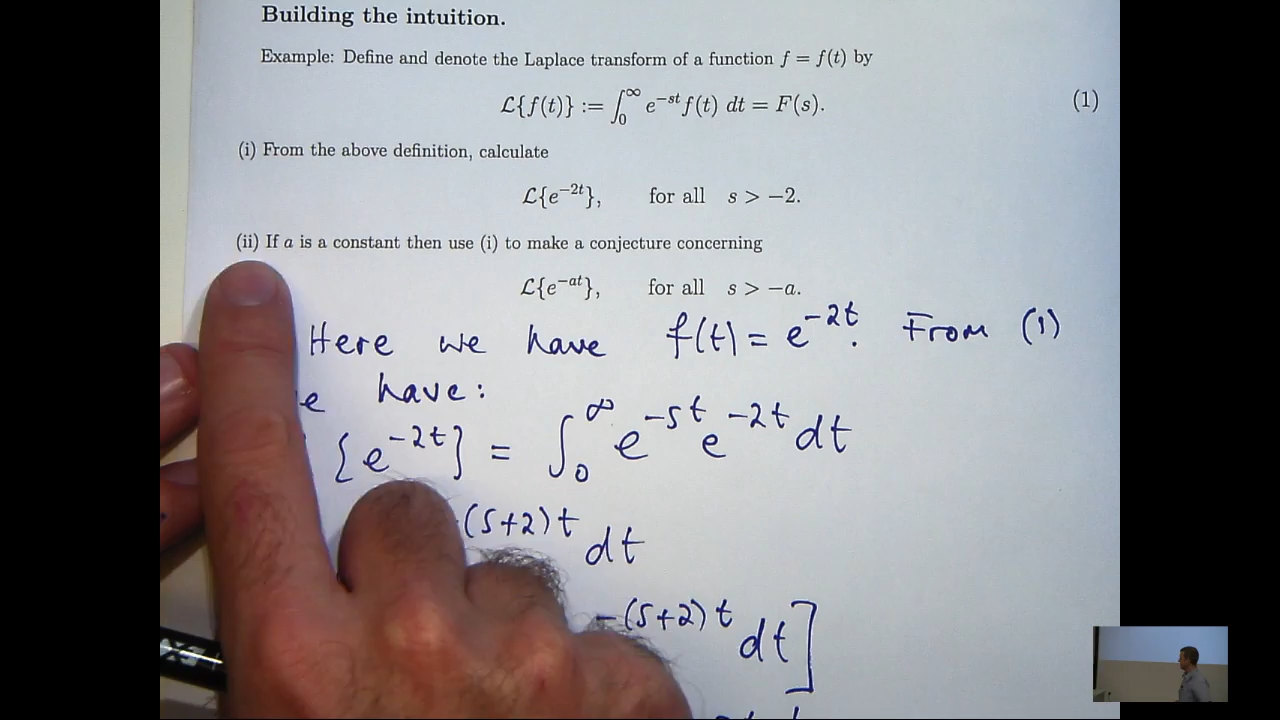 Building the intuition.
Example: Define and denote the Laplace transform of a function f = f(t) by
ℒ{f(t)} := ∫₀^∞ e^{-st} f(t) dt = F(s). (1)
(i) From the above definition, calculate
ℒ{e^{-2t}}, for all s > −2.
(ii) If a is a constant then use (i) to make a conjecture concerning
ℒ{e^{-at}}, for all s > −a.
Here we have f(t) = e^{-2t}. From (1)
have:
{e^{-2t}} = ∫₀^∞ e^{-st} e^{-2t} dt
(s+2)t dt
-(s+2)t dt]